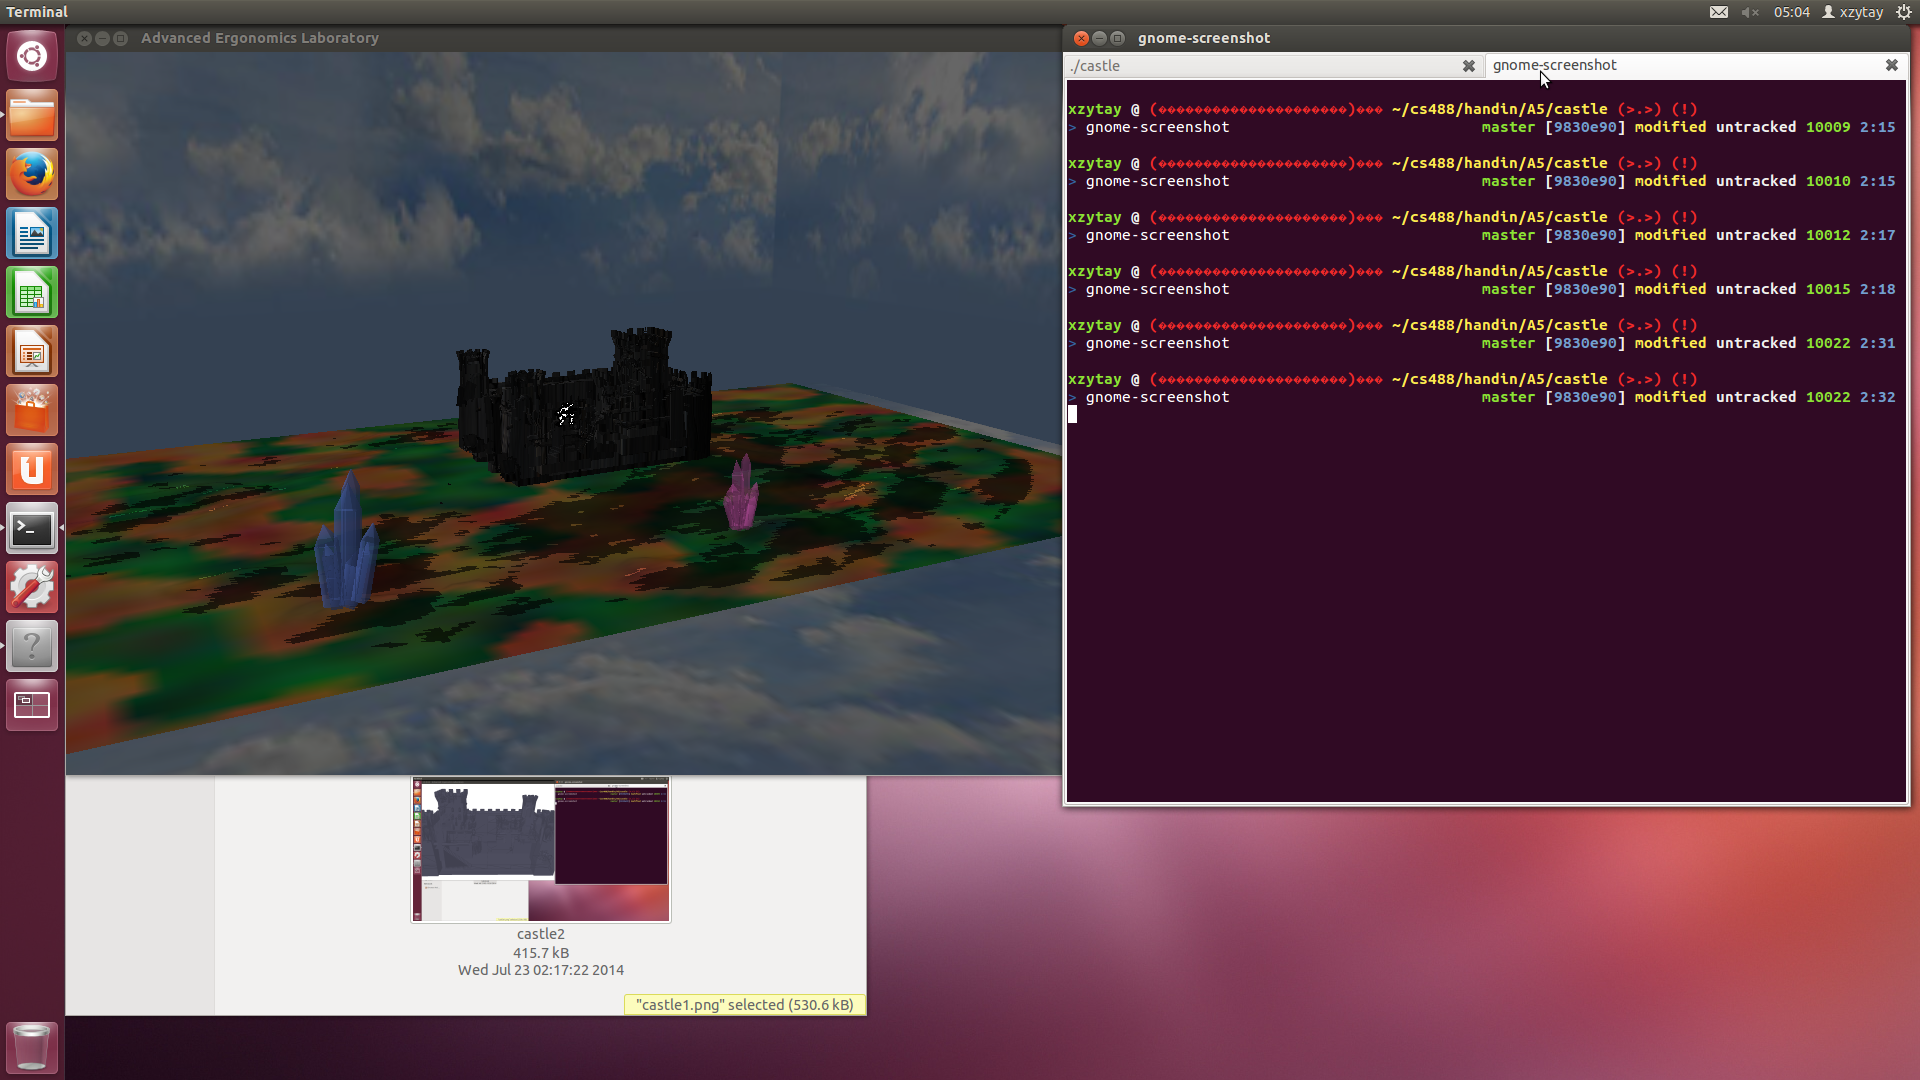 Terminal
05:04 xzytay
Advanced Ergonomics Laboratory
gnome-screenshot
./castle
gnome-screenshot
xzytay @ (������������������������)��� ~/cs488/handin/A5/castle (>.>) (!)
> gnome-screenshot master [9830e90] modified untracked 10009 2:15
xzytay @ (������������������������)��� ~/cs488/handin/A5/castle (>.>) (!)
> gnome-screenshot master [9830e90] modified untracked 10010 2:15
xzytay @ (������������������������)��� ~/cs488/handin/A5/castle (>.>) (!)
> gnome-screenshot master [9830e90] modified untracked 10012 2:17
xzytay @ (������������������������)��� ~/cs488/handin/A5/castle (>.>) (!)
> gnome-screenshot master [9830e90] modified untracked 10015 2:18
xzytay @ (������������������������)��� ~/cs488/handin/A5/castle (>.>) (!)
> gnome-screenshot master [9830e90] modified untracked 10022 2:31
xzytay @ (������������������������)��� ~/cs488/handin/A5/castle (>.>) (!)
> gnome-screenshot master [9830e90] modified untracked 10022 2:32
castle2
415.7 kB
Wed Jul 23 02:17:22 2014
"castle1.png" selected (530.6 kB)